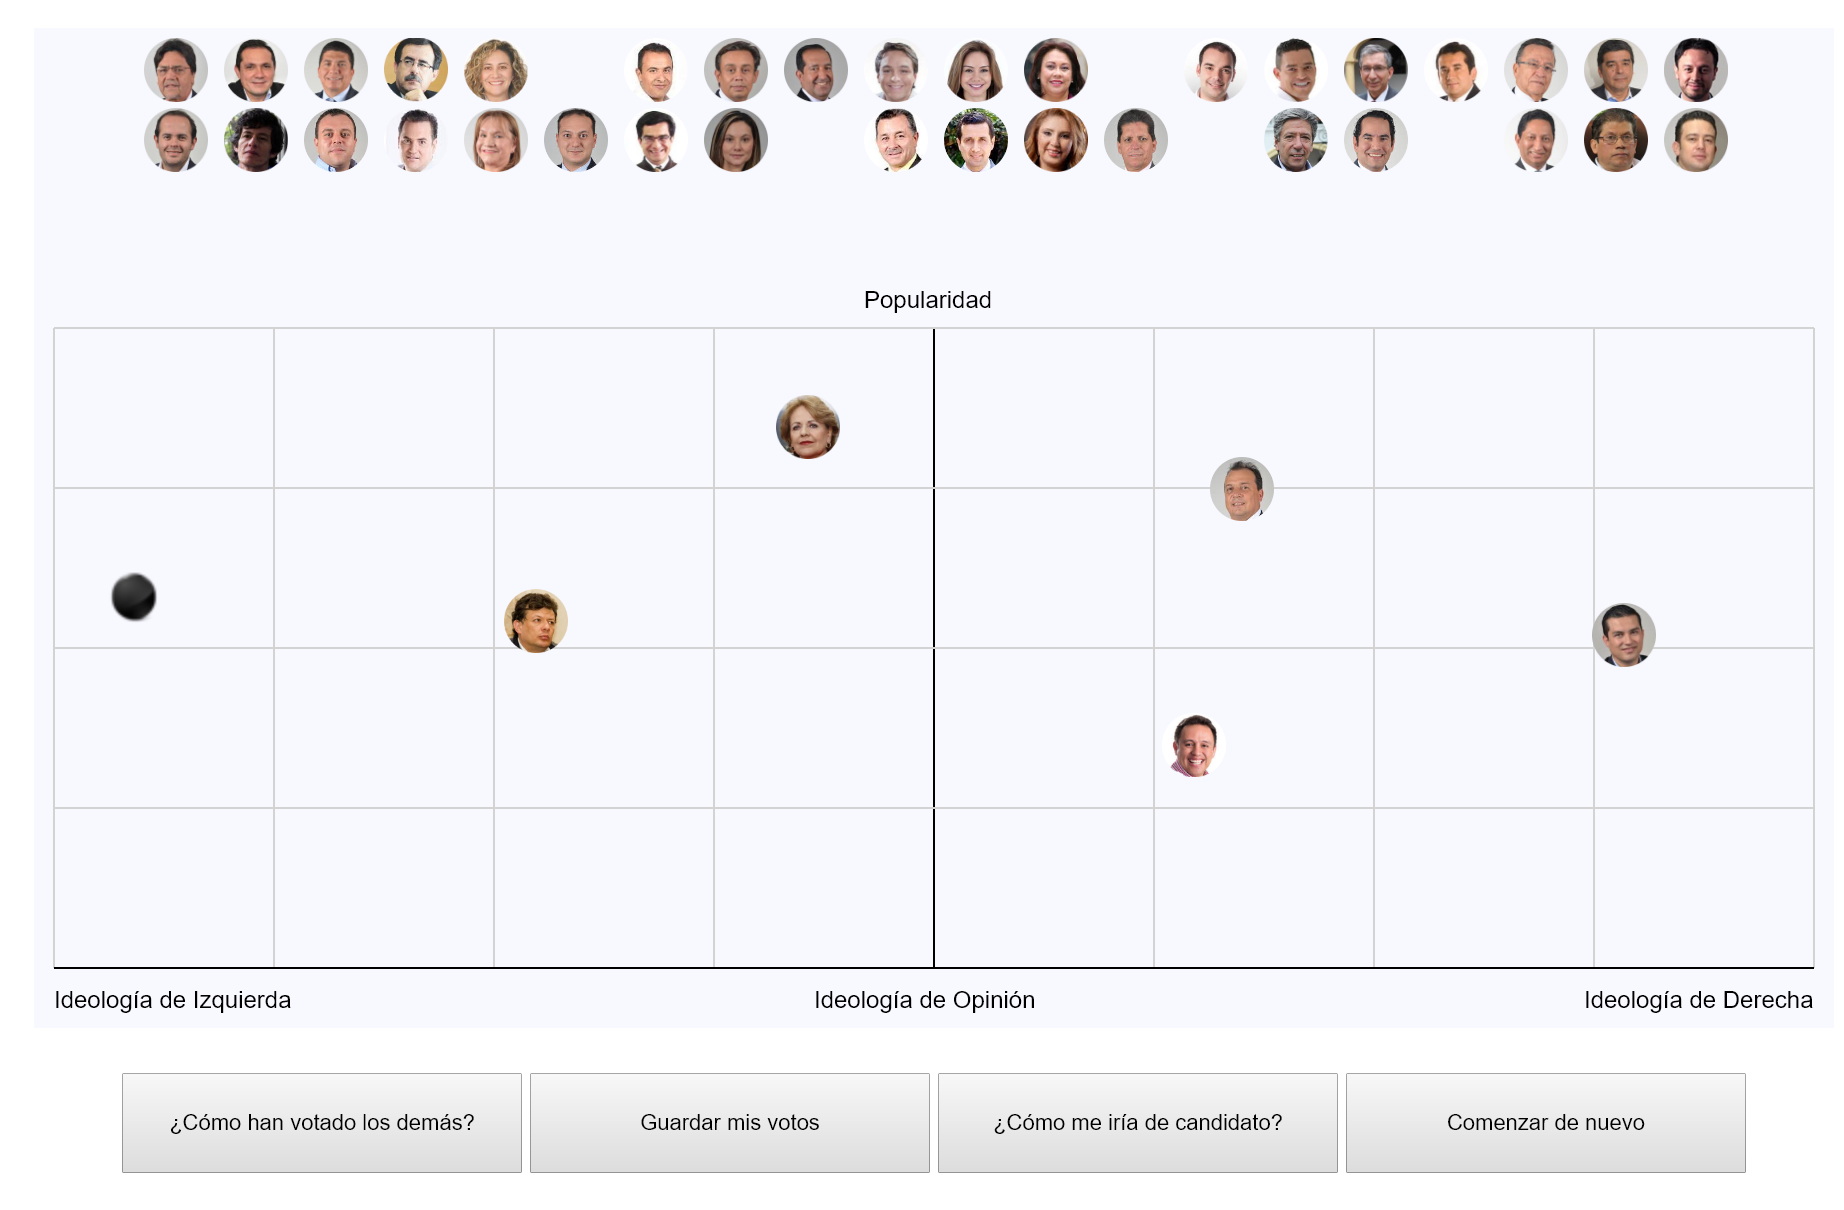 Popularidad
Ideología de Izquierda
Ideología de Opinión
Ideología de Derecha
¿Cómo han votado los demás?
Guardar mis votos
¿Cómo me iría de candidato?
Comenzar de nuevo